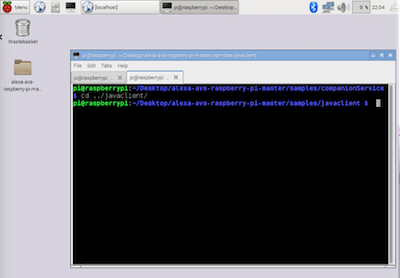 Menu
[localhost]
pi@raspberrypi: ~/Deskto...
0 %
22:04
Wastebasket
alexa-avs-
raspberry-pi-ma...
pi@raspberrypi: ~/Desktop/alexa-avs-raspberry-pi-master/samples/javaclient
File Edit Tabs Help
pi@raspberrypi: ...
pi@raspberrypi: ...
pi@raspberrypi:~/Desktop/alexa-avs-raspberry-pi-master/samples/companionService
$ cd ../javaclient/
pi@raspberrypi:~/Desktop/alexa-avs-raspberry-pi-master/samples/javaclient $